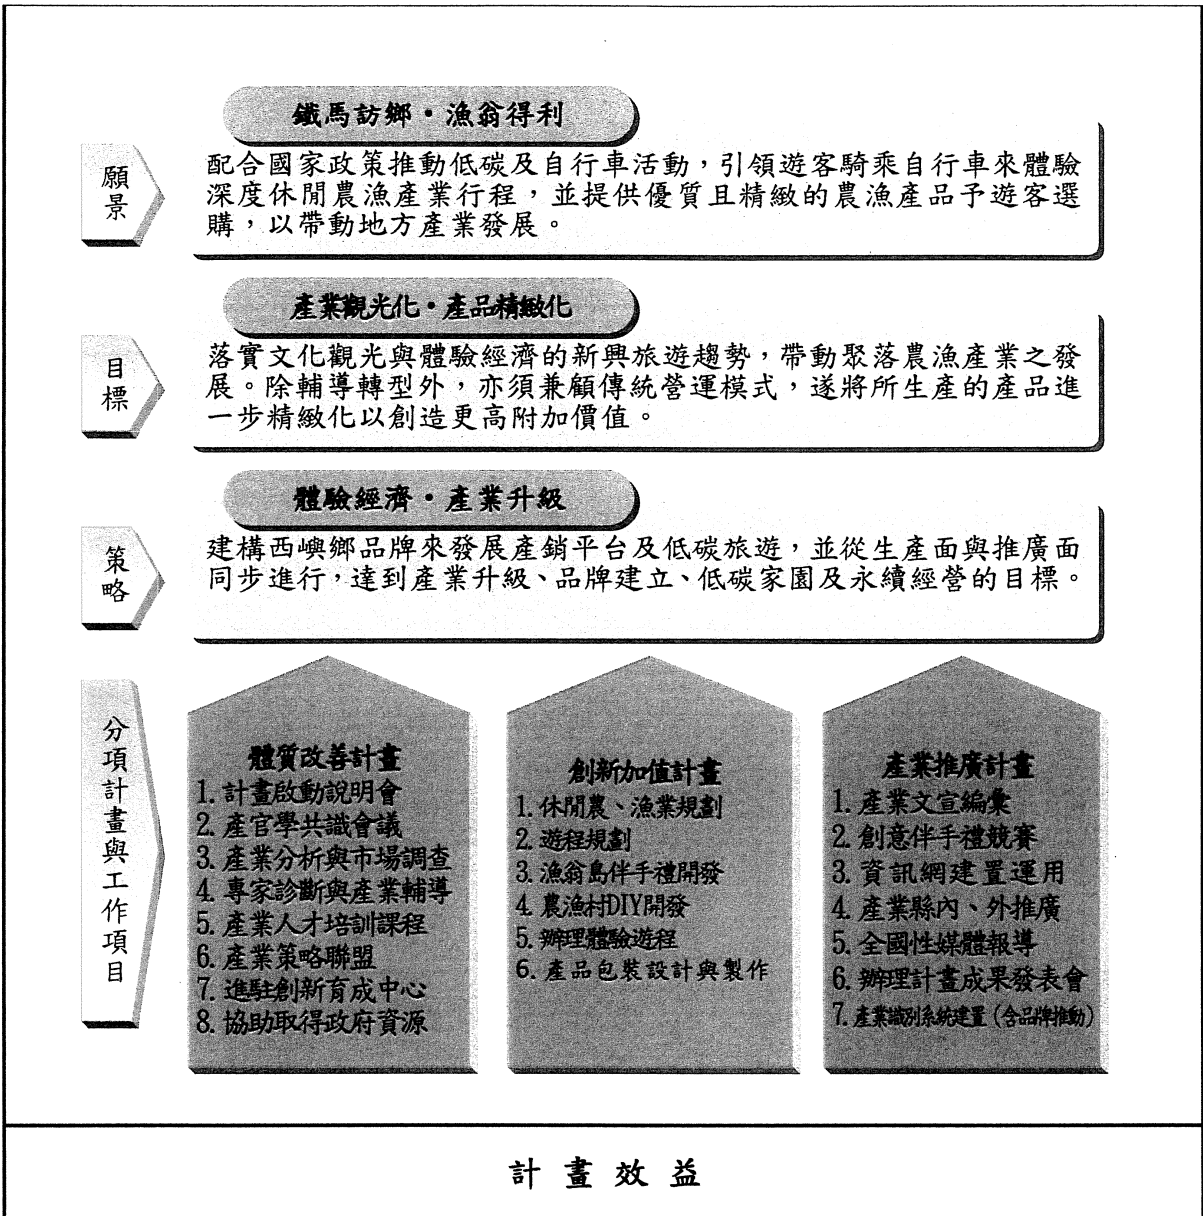 鐵馬訪鄉•漁翁得利
願景
配合國家政策推動低碳及自行車活動，引領遊客騎乘自行車來體驗
深度休閒農漁產業行程，並提供優質且精緻的農漁產品予遊客選
購，以帶動地方產業發展。
產業觀光化•產品精緻化
目標
落實文化觀光與體驗經濟的新興旅遊趨勢，帶動聚落農漁產業之發
展。除輔導轉型外，亦須兼顧傳統營運模式，遂將所生產的產品進
一步精緻化以創造更高附加價值。
體驗經濟•產業升級
策略
建構西嶼鄉品牌來發展產銷平台及低碳旅遊，並從生產面與推廣面
同步進行，達到產業升級、品牌建立、低碳家園及永續經營的目標。
分項計畫與工作項目
體質改善計畫
1. 計畫啟動說明會
2. 產官學共識會議
3. 產業分析與市場調查
4. 專家診斷與產業輔導
5. 產業人才培訓課程
6. 產業策略聯盟
7. 進駐創新育成中心
8. 協助取得政府資源
創新加值計畫
1. 休閒農、漁業規劃
2. 遊程規劃
3. 漁翁島伴手禮開發
4. 農漁村DIY開發
5. 辦理體驗遊程
6. 產品包裝設計與製作
產業推廣計畫
1. 產業文宣編彙
2. 創意伴手禮競賽
3. 資訊網建置運用
4. 產業縣內、外推廣
5. 全國性媒體報導
6. 辦理計畫成果發表會
7. 產業識別系統建置（含品牌推動）
計畫效益